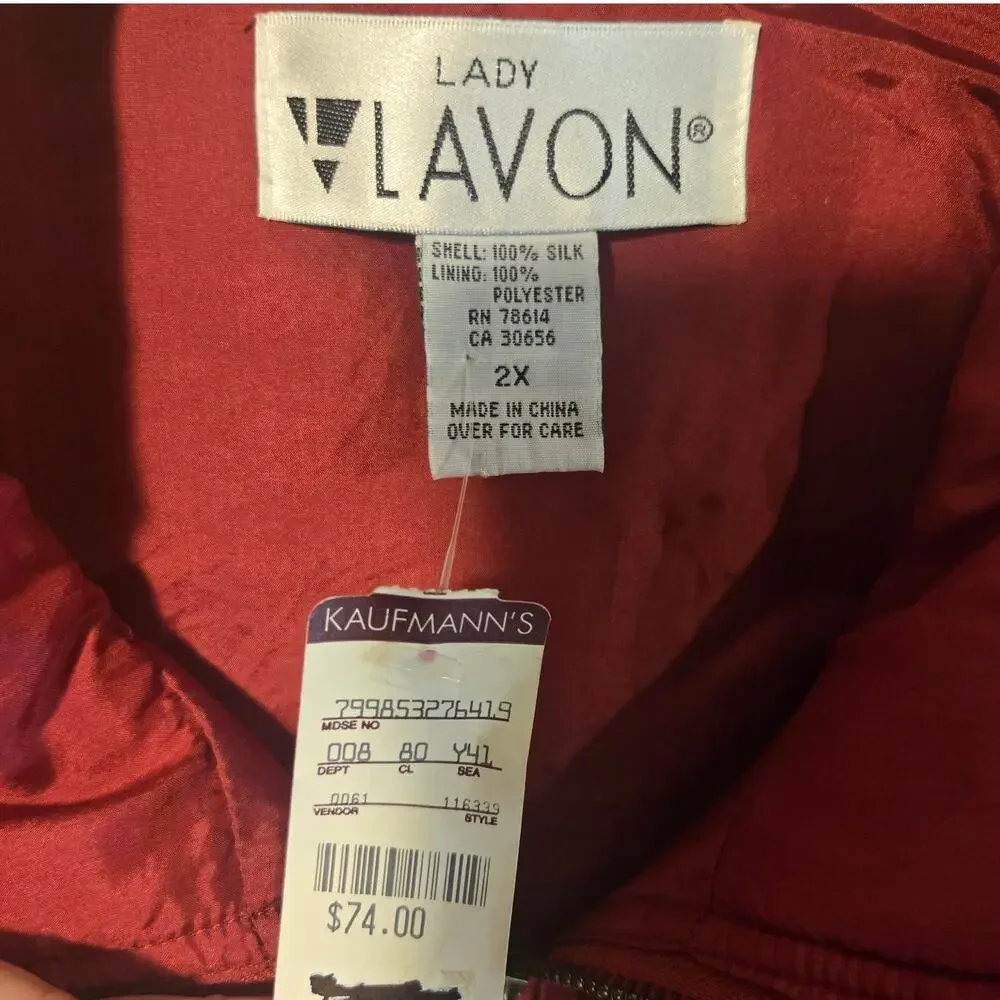 LADY
LAVON®
SHELL: 100% SILK
LINING: 100%
POLYESTER
RN 78614
CA 30656
2X
MADE IN CHINA
OVER FOR CARE
KAUFMANN'S
799853276419
MDSE NO
008 80 Y41
DEPT CL SEA
0061 116339
VENDOR STYLE
$74.00